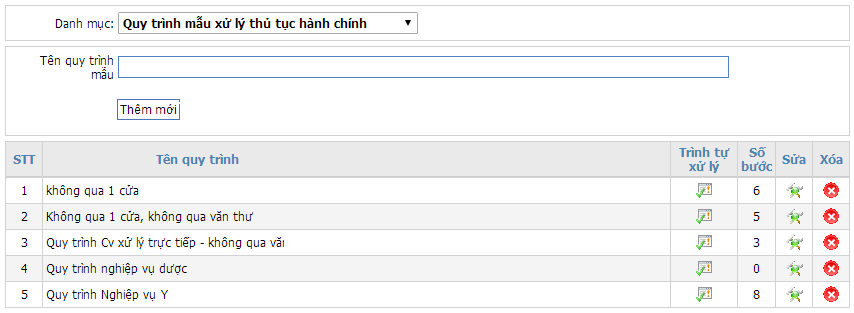 Danh mục: Quy trình mẫu xử lý thủ tục hành chính
Tên quy trình
mẫu
Thêm mới
STT Tên quy trình Trình tự xử lý Số bước Sửa Xóa
1 không qua 1 cửa 6
2 Không qua 1 cửa, không qua văn thư 5
3 Quy trình Cv xử lý trực tiếp - không qua văn 3
4 Quy trình nghiệp vụ dược 0
5 Quy trình Nghiệp vụ Y 8